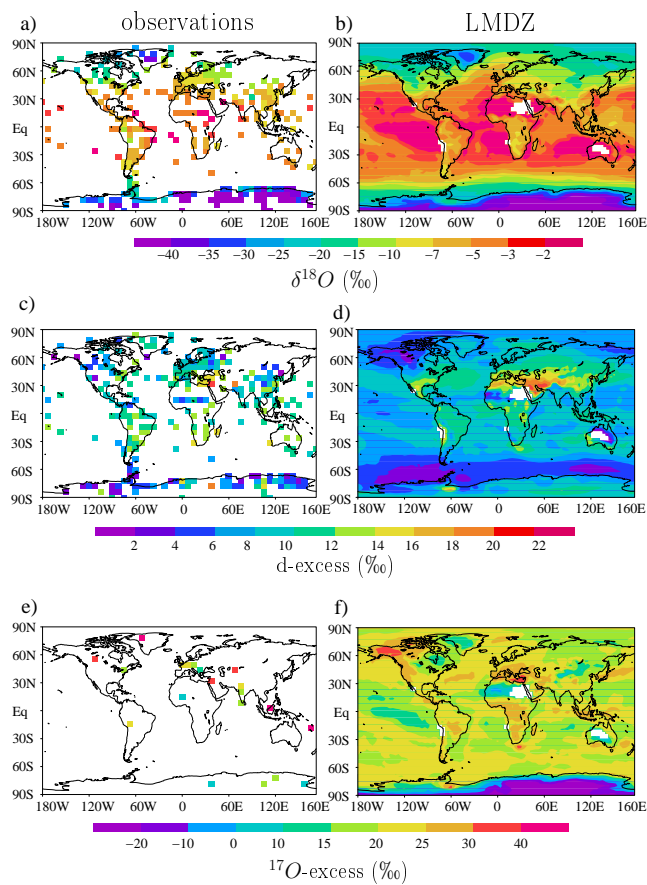 observations
LMDZ
a)
b)
90N
60N
30N
Eq
30S
60S
90S
180W 120W 60W 0 60E 120E 160E
90N
60N
30N
Eq
30S
60S
90S
180W 120W 60W 0 60E 120E 160E
−40 −35 −30 −25 −20 −15 −10 −5 −3 −2
δ18O (‰)
c)
d)
90N
60N
30N
Eq
30S
60S
90S
180W 120W 60W 0 60E 120E 160E
90N
60N
30N
Eq
30S
60S
90S
180W 120W 60W 0 60E 120E 160E
2 4 6 8 10 12 14 16 18 20 22
d-excess (‰)
e)
f)
90N
60N
30N
Eq
30S
60S
90S
180W 120W 60W 0 60E 120E 160E
90N
60N
30N
Eq
30S
60S
90S
180W 120W 60W 0 60E 120E 160E
−20 −10 0 10 15 20 25 30 40
17O-excess (‰)